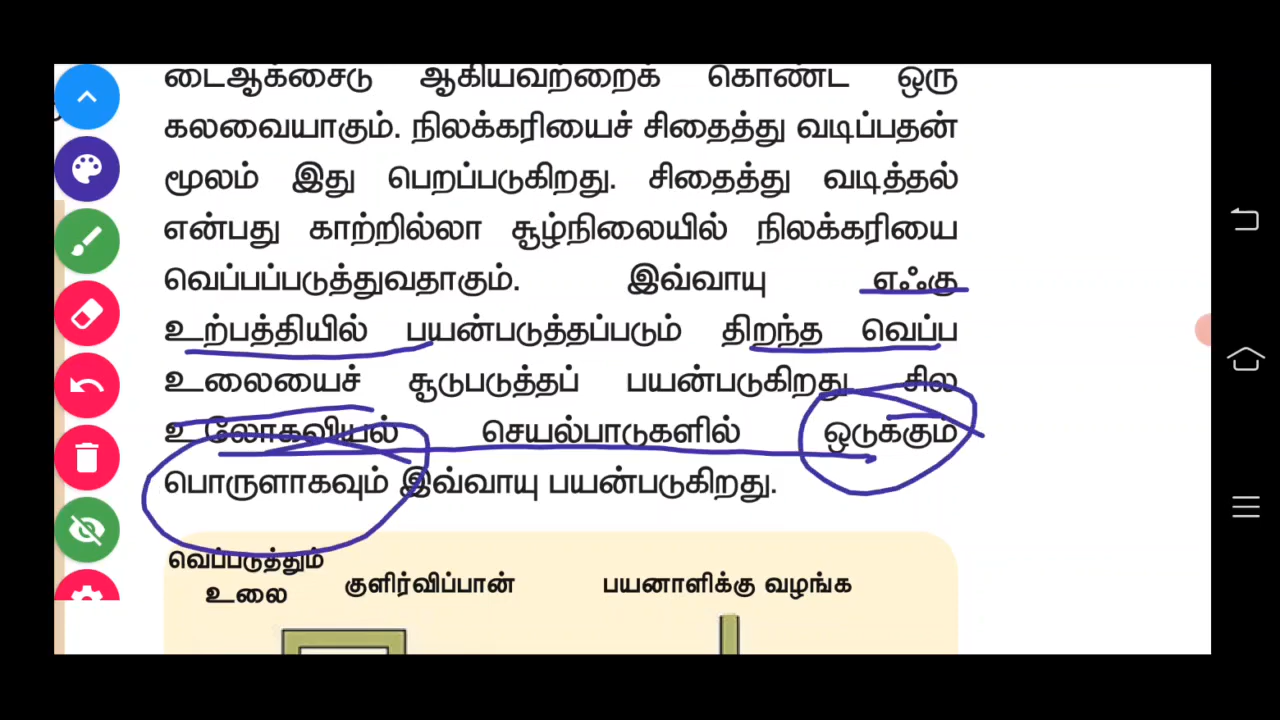 டைஆக்சைடு ஆகியவற்றைக் கொண்ட ஒரு
கலவையாகும். நிலக்கரியைச் சிதைத்து வடிப்பதன்
மூலம் இது பெறப்படுகிறது. சிதைத்து வடித்தல்
என்பது காற்றில்லா சூழ்நிலையில் நிலக்கரியை
வெப்பப்படுத்துவதாகும். இவ்வாயு எஃகு
உற்பத்தியில் பயன்படுத்தப்படும் திறந்த வெப்ப
உலையைச் சூடுபடுத்தப் பயன்படுகிறது. சில
உலோகவியல் செயல்பாடுகளில் ஒடுக்கும்
பொருளாகவும் இவ்வாயு பயன்படுகிறது.
வெப்படுத்தும்
உலை
குளிர்விப்பான்
பயனாளிக்கு வழங்க